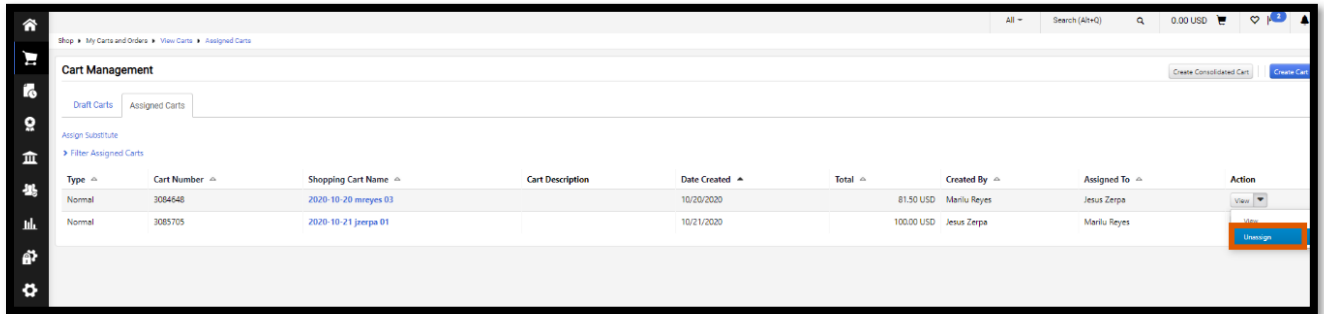 All Search (Alt+Q) 0.00 USD 2
Shop My Carts and Orders View Carts Assigned Carts
Cart Management Create Consolidated Cart Create Cart
Draft Carts Assigned Carts
Assign Substitute
Filter Assigned Carts
Type Cart Number Shopping Cart Name Cart Description Date Created Total Created By Assigned To Action
Normal 3084648 2020-10-20 mreyes 03 10/20/2020 81.50 USD Marilu Reyes Jesus Zerpa View
Normal 3085705 2020-10-21 jzerpa 01 10/21/2020 100.00 USD Jesus Zerpa Marilu Reyes View
Unassign